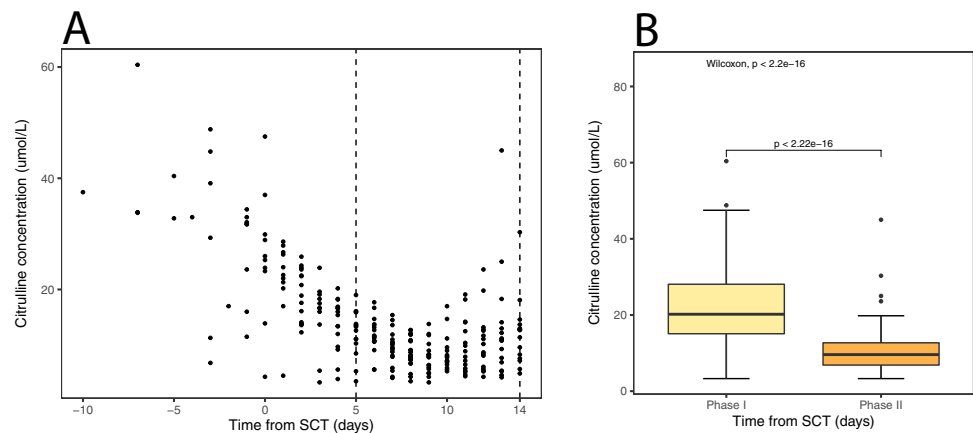 A
Citrulline concentration (umol/L)
60
40
20
−10
−5
0
5
10
14
Time from SCT (days)
B
Citrulline concentration (umol/L)
80
60
40
20
0
Wilcoxon, p < 2.2e−16
p < 2.22e−16
Phase I
Phase II
Time from SCT (days)